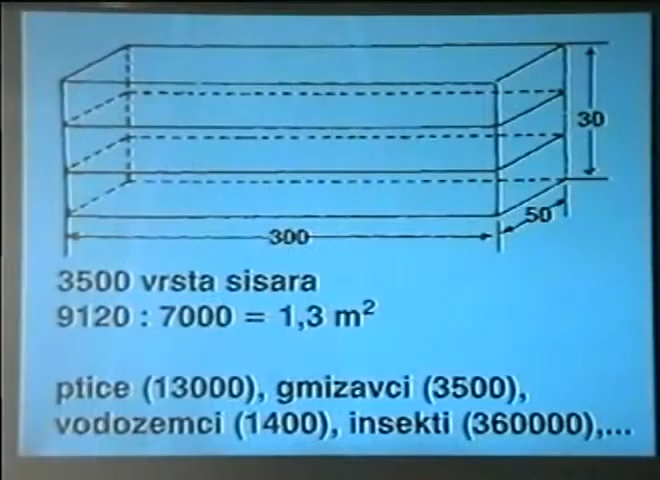 30
50
300
3500 vrsta sisara
9120 : 7000 = 1,3 m²
ptice (13000), gmizavci (3500),
vodozemci (1400), insekti (360000),...